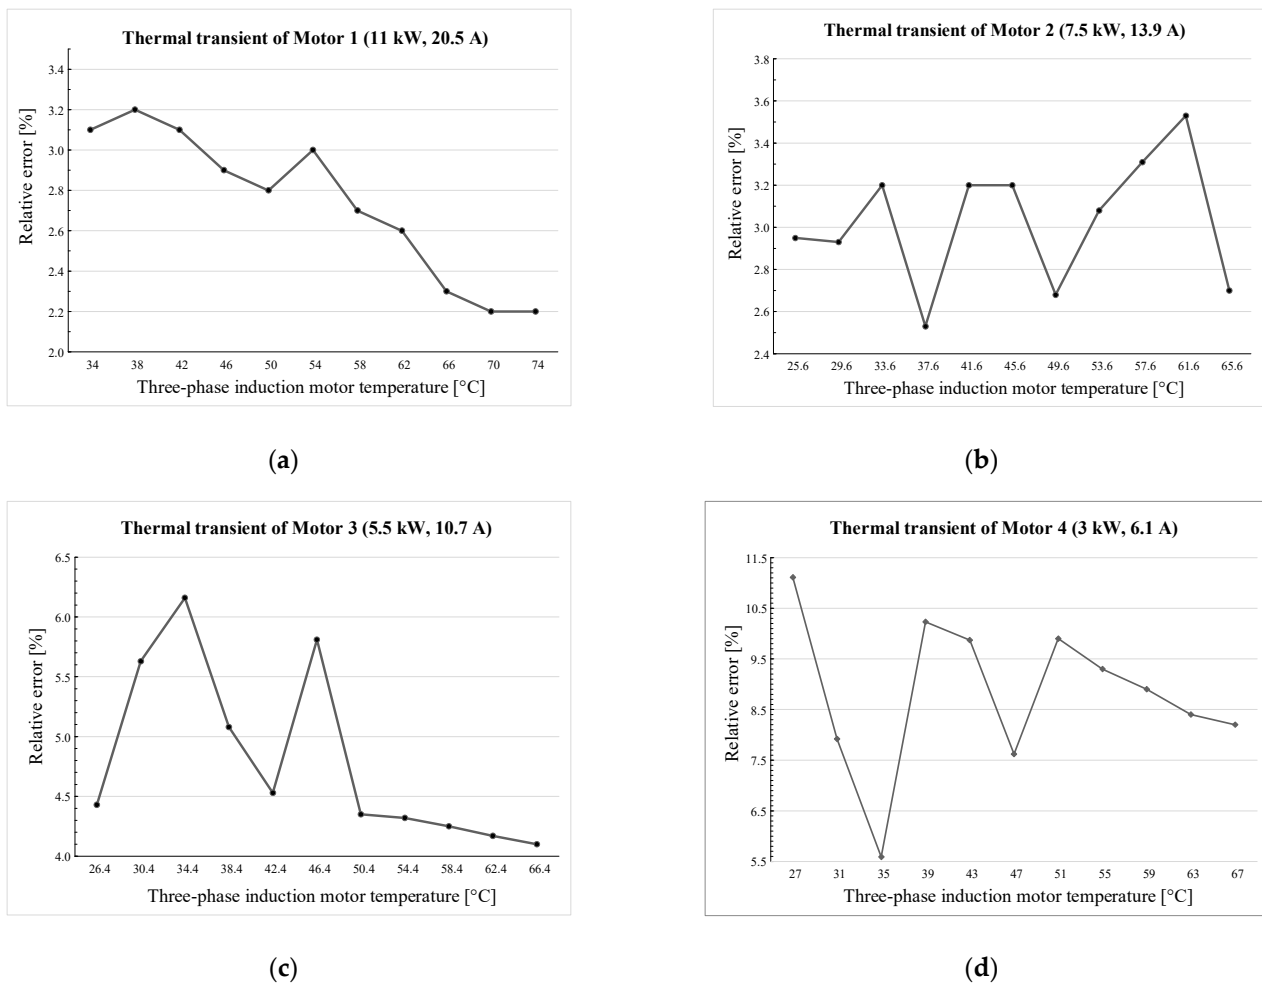 Thermal transient of Motor 1 (11 kW, 20.5 A)
Relative error [%]
3.4
3.2
3.0
2.8
2.6
2.4
2.2
2.0
34 38 42 46 50 54 58 62 66 70 74
Three-phase induction motor temperature [°C]
(a)
Thermal transient of Motor 2 (7.5 kW, 13.9 A)
Relative error [%]
3.8
3.6
3.4
3.2
3.0
2.8
2.6
2.4
25.6 29.6 33.6 37.6 41.6 45.6 49.6 53.6 57.6 61.6 65.6
Three-phase induction motor temperature [°C]
(b)
Thermal transient of Motor 3 (5.5 kW, 10.7 A)
Relative error [%]
6.5
6.0
5.5
5.0
4.5
4.0
26.4 30.4 34.4 38.4 42.4 46.4 50.4 54.4 58.4 62.4 66.4
Three-phase induction motor temperature [°C]
(c)
Thermal transient of Motor 4 (3 kW, 6.1 A)
Relative error [%]
11.5
10.5
9.5
8.5
7.5
6.5
5.5
27 31 35 39 43 47 51 55 59 63 67
Three-phase induction motor temperature [°C]
(d)